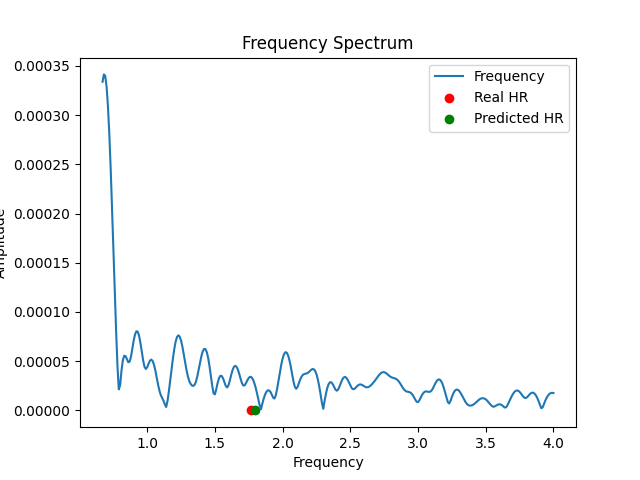 Frequency Spectrum
Frequency
Real HR
Predicted HR
0.00035
0.00030
0.00025
0.00020
0.00015
0.00010
0.00005
0.00000
Amplitude
1.0 1.5 2.0 2.5 3.0 3.5 4.0
Frequency